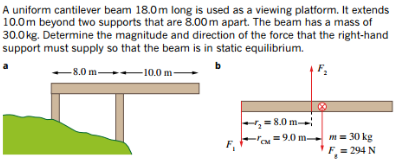 A uniform cantilever beam 18.0 m long is used as a viewing platform. It extends
10.0 m beyond two supports that are 8.00 m apart. The beam has a mass of
30.0 kg. Determine the magnitude and direction of the force that the right-hand
support must supply so that the beam is in static equilibrium.
a
8.0 m
10.0 m
b
F₂
r₂ = 8.0 m
r_CM = 9.0 m
F₁
m = 30 kg
F_g = 294 N